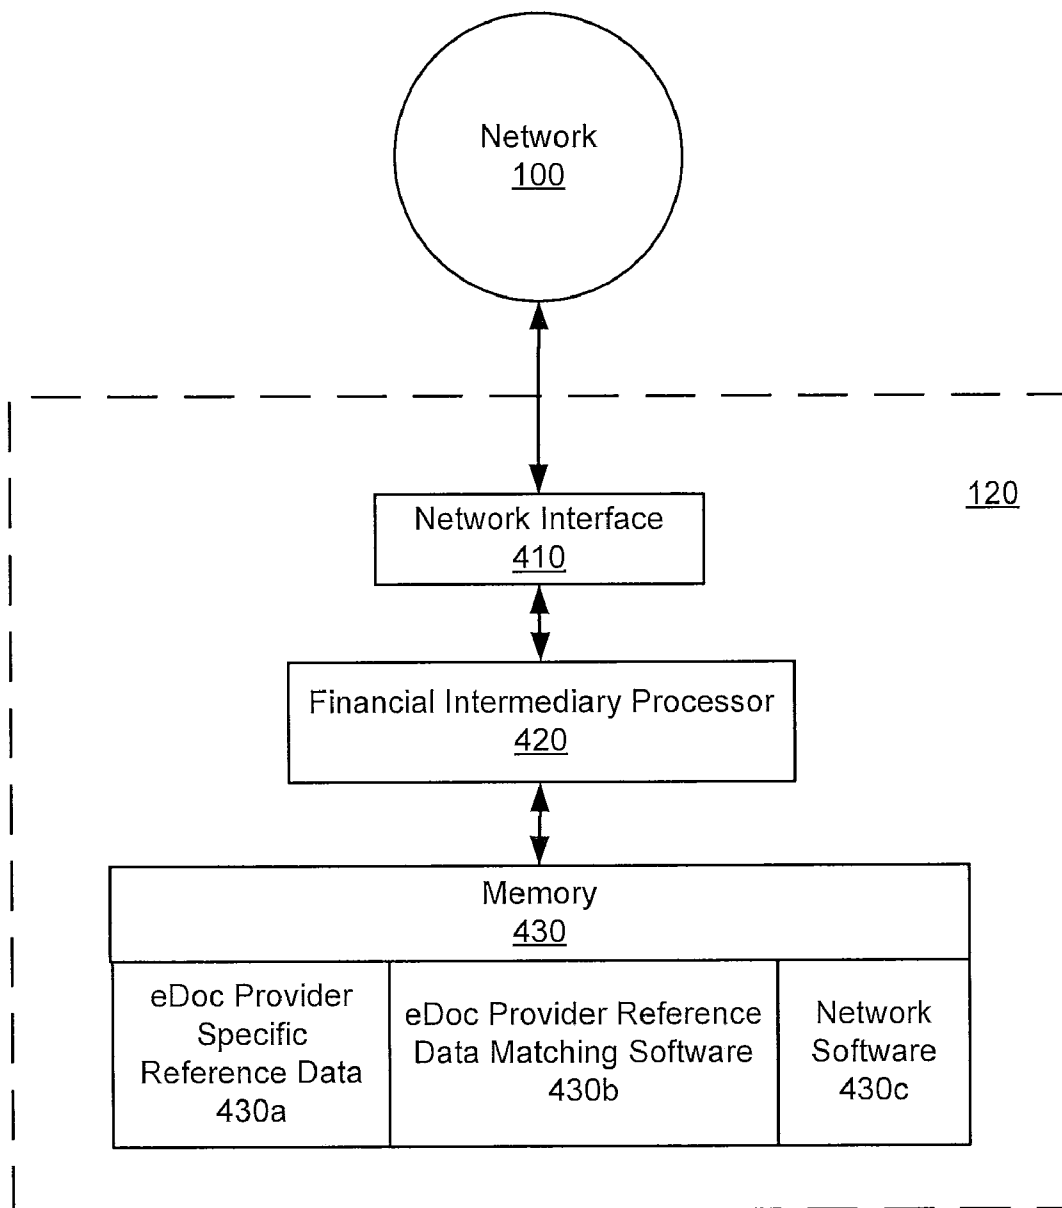 Network
100
120
Network Interface
410
Financial Intermediary Processor
420
Memory
430
eDoc Provider
Specific
Reference Data
430a
eDoc Provider Reference
Data Matching Software
430b
Network
Software
430c